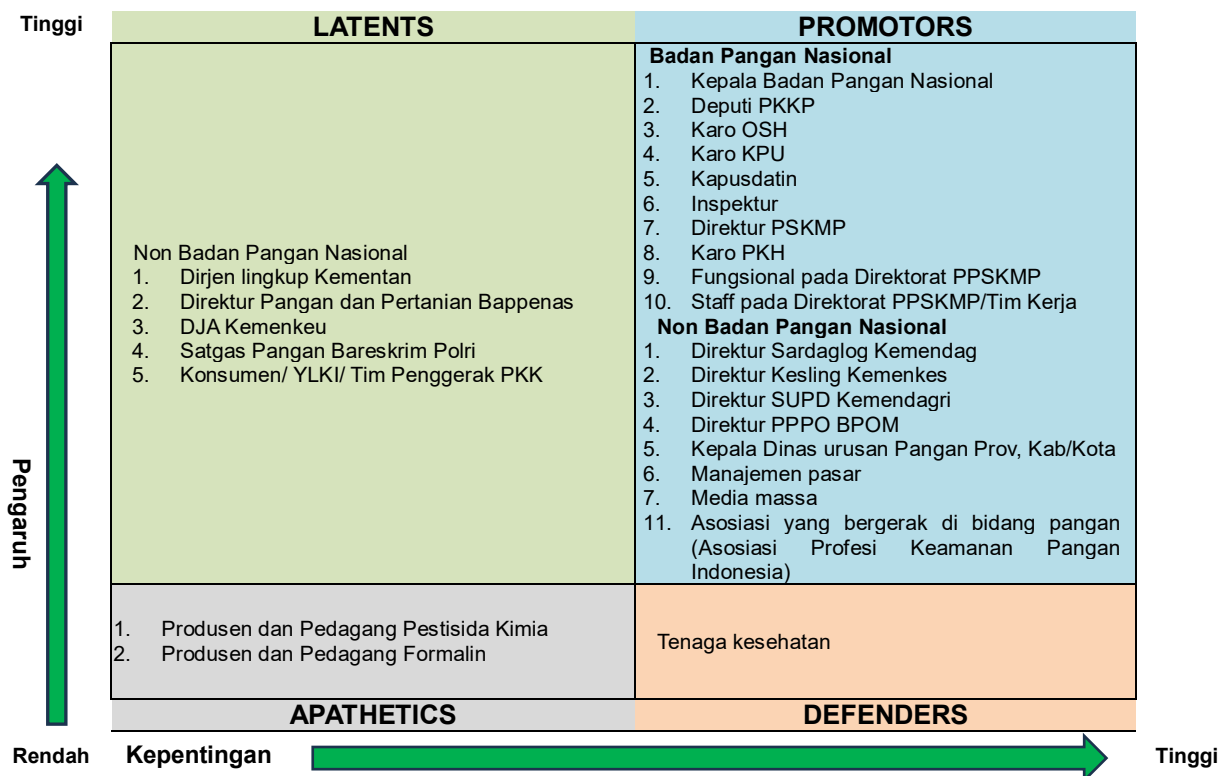 Tinggi
LATENTS
PROMOTORS
Non Badan Pangan Nasional
1. Dirjen lingkup Kementan
2. Direktur Pangan dan Pertanian Bappenas
3. DJA Kemenkeu
4. Satgas Pangan Bareskrim Polri
5. Konsumen/ YLKI/ Tim Penggerak PKK
Badan Pangan Nasional
1. Kepala Badan Pangan Nasional
2. Deputi PKKP
3. Karo OSH
4. Karo KPU
5. Kapusdatin
6. Inspektur
7. Direktur PSKMP
8. Karo PKH
9. Fungsional pada Direktorat PPSKMP
10. Staff pada Direktorat PPSKMP/Tim Kerja
Non Badan Pangan Nasional
1. Direktur Sardaglog Kemendag
2. Direktur Kesling Kemenkes
3. Direktur SUPD Kemendagri
4. Direktur PPPO BPOM
5. Kepala Dinas urusan Pangan Prov, Kab/Kota
6. Manajemen pasar
7. Media massa
11. Asosiasi yang bergerak di bidang pangan
(Asosiasi Profesi Keamanan Pangan
Indonesia)
Pengaruh
1. Produsen dan Pedagang Pestisida Kimia
2. Produsen dan Pedagang Formalin
Tenaga kesehatan
APATHETICS
DEFENDERS
Rendah
Kepentingan
Tinggi